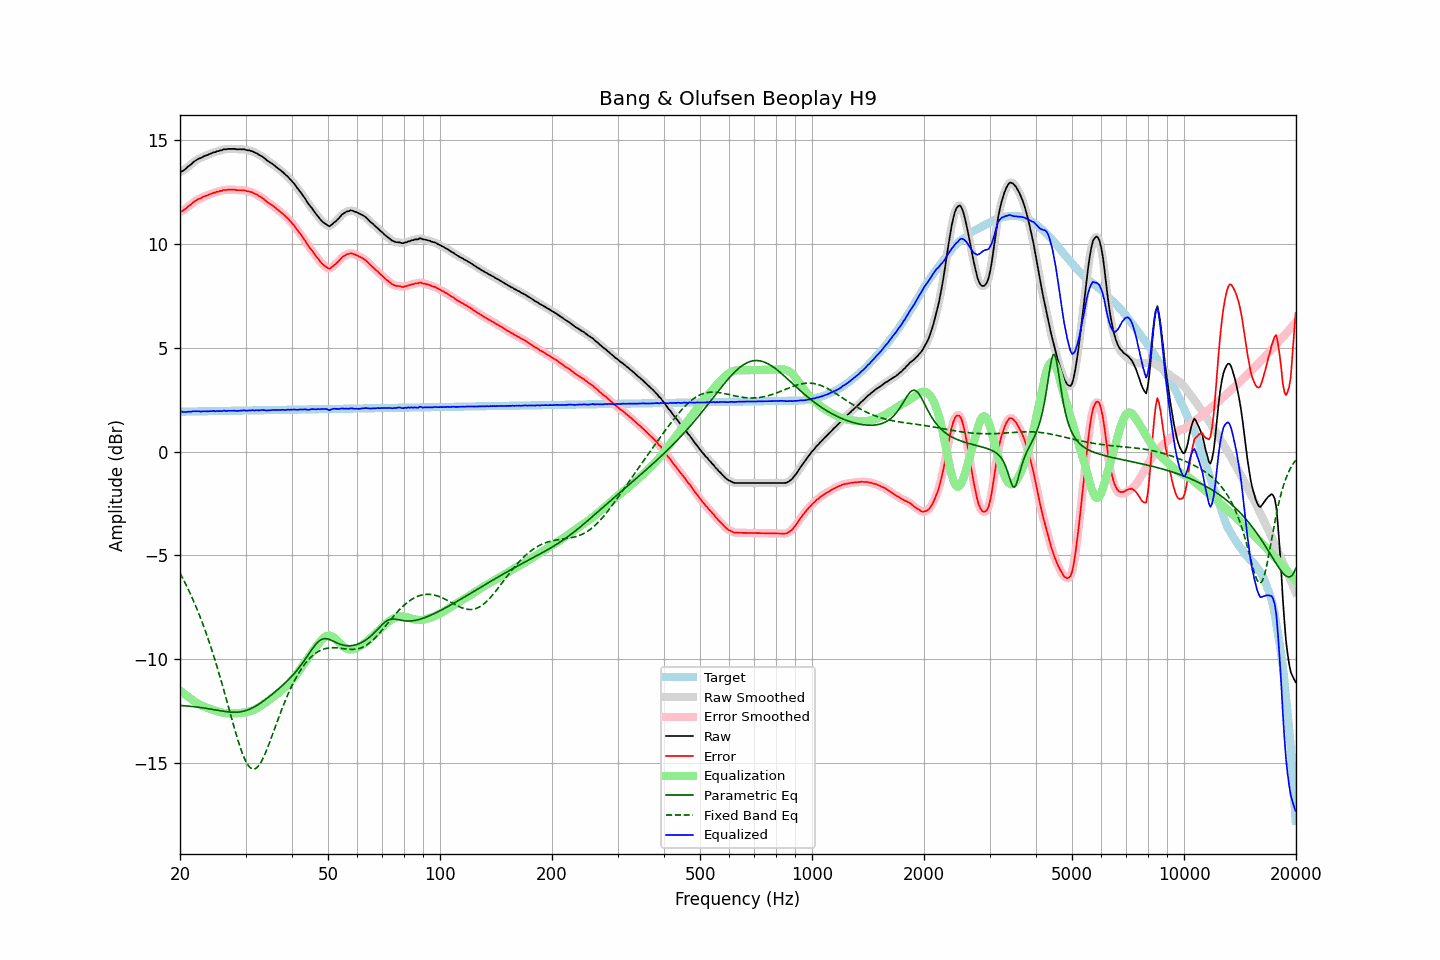 Bang & Olufsen Beoplay H9
15
10
5
0
−5
−10
−15
Amplitude (dBr)
Target
Raw Smoothed
Error Smoothed
Raw
Error
Equalization
Parametric Eq
Fixed Band Eq
Equalized
20 50 100 200 500 1000 2000 5000 10000 20000
Frequency (Hz)